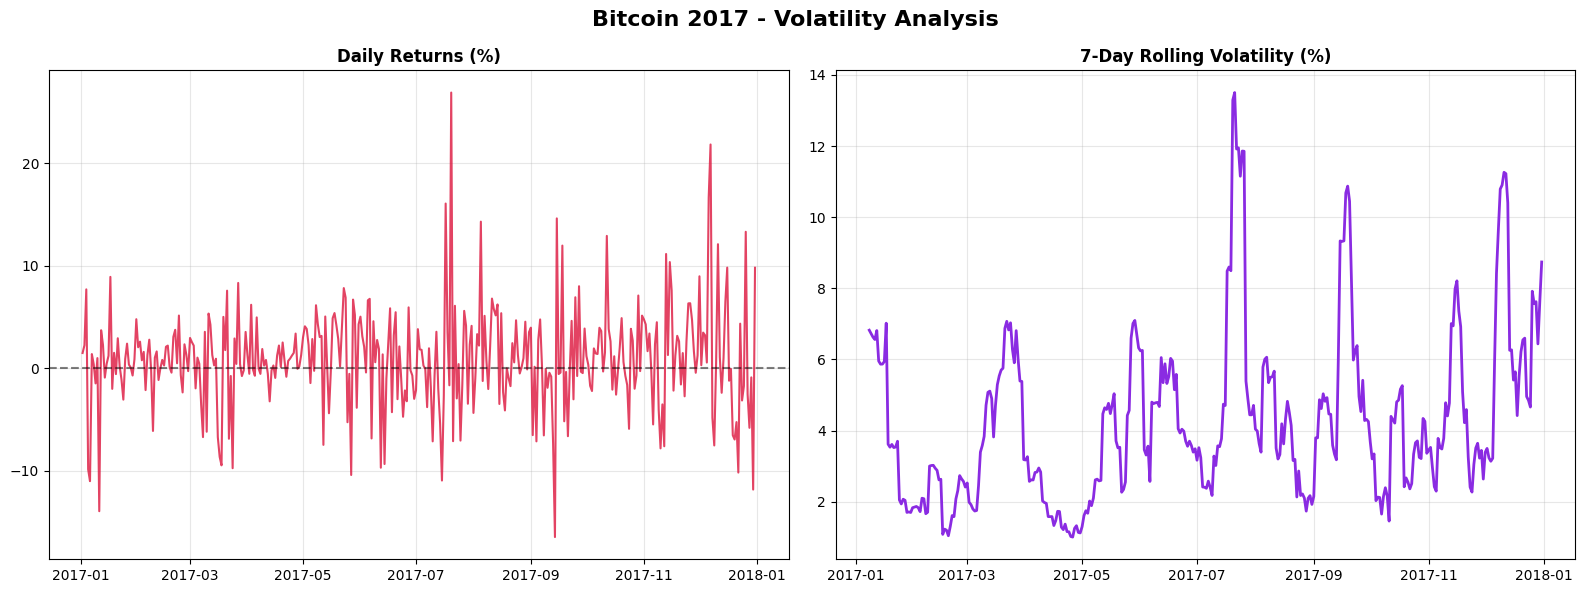 Bitcoin 2017 - Volatility Analysis
Daily Returns (%)
20
10
0
−10
2017-01 2017-03 2017-05 2017-07 2017-09 2017-11 2018-01
7-Day Rolling Volatility (%)
14
12
10
8
6
4
2
2017-01 2017-03 2017-05 2017-07 2017-09 2017-11 2018-01